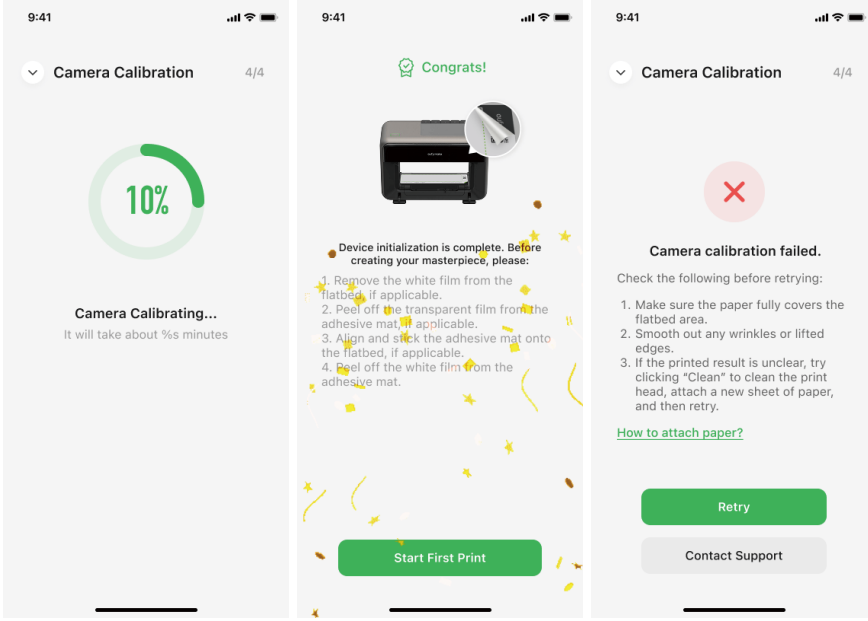 9:41
Camera Calibration
4/4
10%
Camera Calibrating...
It will take about %s minutes
9:41
Congrats!
Device initialization is complete. Before
creating your masterpiece, please:
1. Remove the white film from the
flatbed, if applicable.
2. Peel off the transparent film from the
adhesive mat, if applicable.
3. Align and stick the adhesive mat onto
the flatbed, if applicable.
4. Peel off the white film from the
adhesive mat.
Start First Print
9:41
Camera Calibration
4/4
Camera calibration failed.
Check the following before retrying:
1. Make sure the paper fully covers the
flatbed area.
2. Smooth out any wrinkles or lifted
edges.
3. If the printed result is unclear, try
clicking “Clean” to clean the print
head, attach a new sheet of paper,
and then retry.
How to attach paper?
Retry
Contact Support